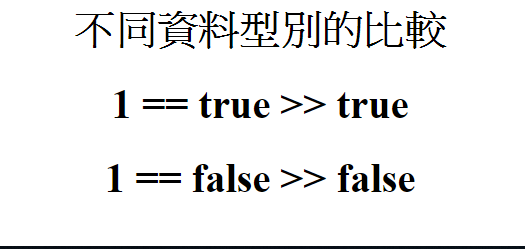 不同資料型別的比較
1 == true >> true
1 == false >> false